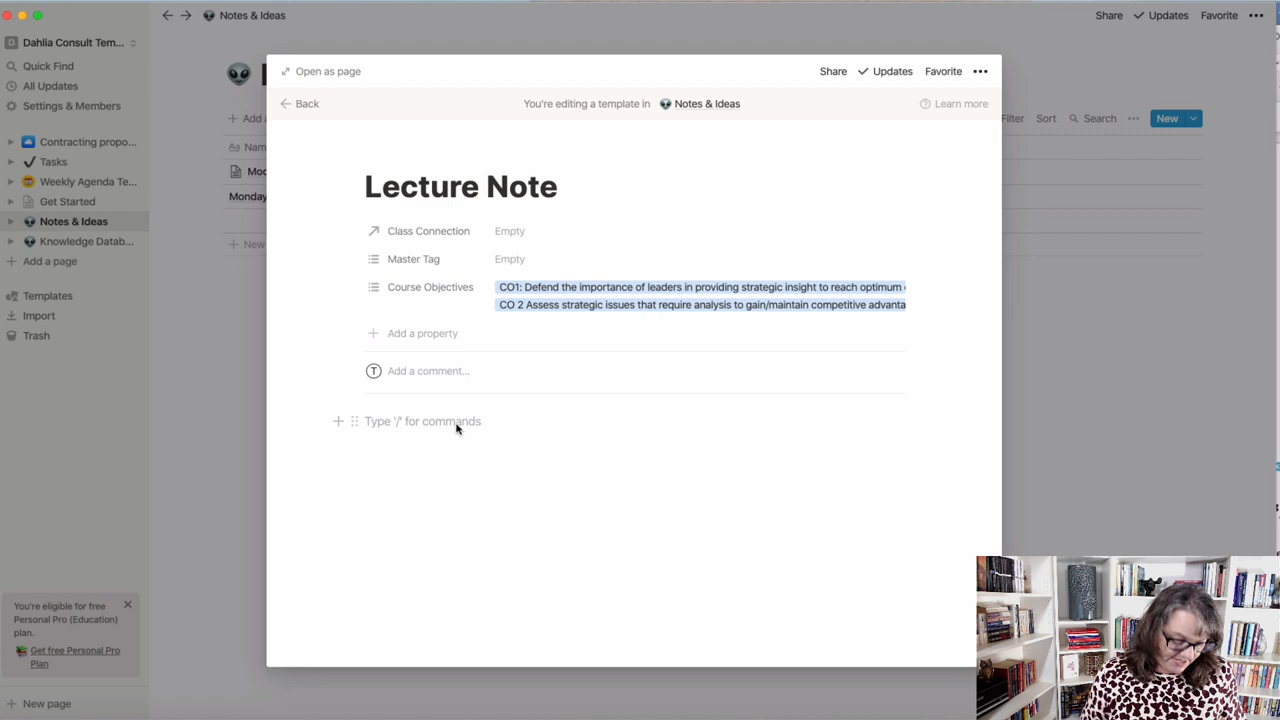 Notes & Ideas
Share
Updates
Favorite
D Dahlia Consult Tem...
Quick Find
All Updates
Settings & Members
Contracting propo...
Tasks
Weekly Agenda Te...
Get Started
Notes & Ideas
Knowledge Datab...
Add a page
Templates
Import
Trash
You're eligible for free
Personal Pro (Education)
plan.
Get free Personal Pro
Plan
New page
Add a
Filter
Sort
Search
New
Nam
Moc
Monday
New
Open as page
Share
Updates
Favorite
Back
You're editing a template in Notes & Ideas
Learn more
Lecture Note
Class Connection Empty
Master Tag Empty
Course Objectives CO1: Defend the importance of leaders in providing strategic insight to reach optimum
CO 2 Assess strategic issues that require analysis to gain/maintain competitive advanta
Add a property
T Add a comment...
Type '/' for commands